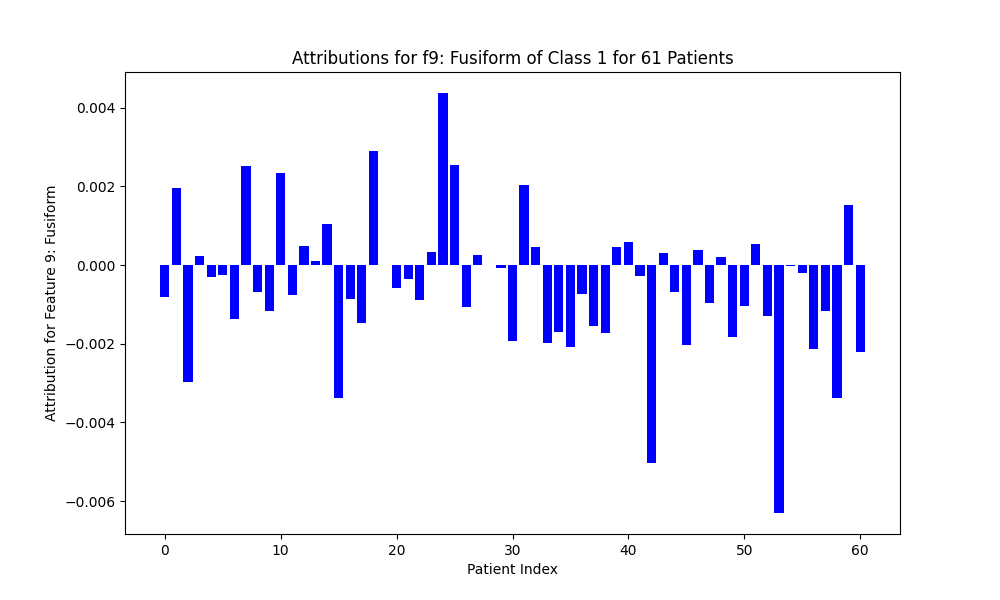 Attributions for f9: Fusiform of Class 1 for 61 Patients
Attribution for Feature 9: Fusiform
0.004
0.002
0.000
−0.002
−0.004
−0.006
0 10 20 30 40 50 60
Patient Index